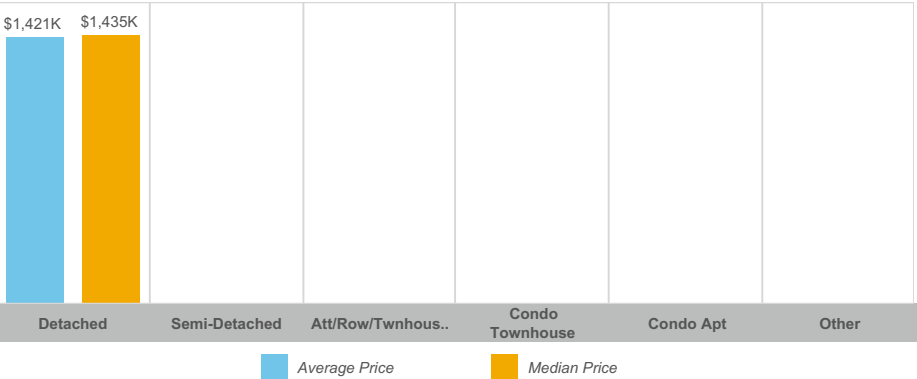 $1,421K $1,435K
Detached Semi-Detached Att/Row/Twnhous.. Condo Townhouse Condo Apt Other
Average Price Median Price